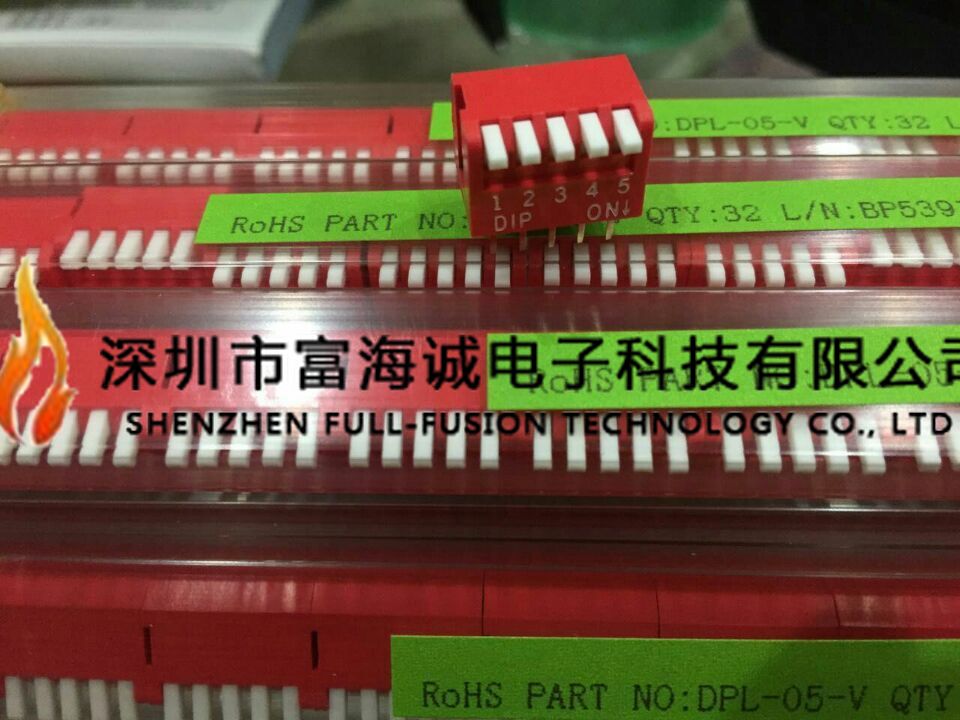 :DPL-05-V QTY:32 L
1 2 3 4 5
DIP ON↓
RoHS PART NO: QTY:32 L/N:BP539
深圳市富海诚电子科技有限公司
RoHS PART
SHENZHEN FULL-FUSION TECHNOLOGY CO., LTD
RoHS PART NO:DPL-05-V QTY